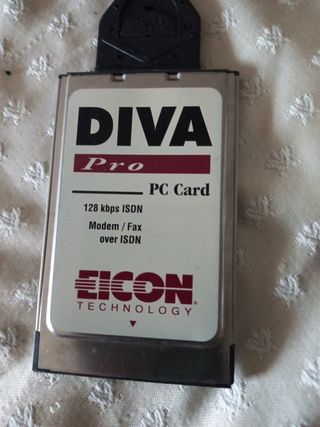 DIVA
Pro
PC Card
128 kbps ISDN
Modem / Fax
over ISDN
EICON®
TECHNOLOGY